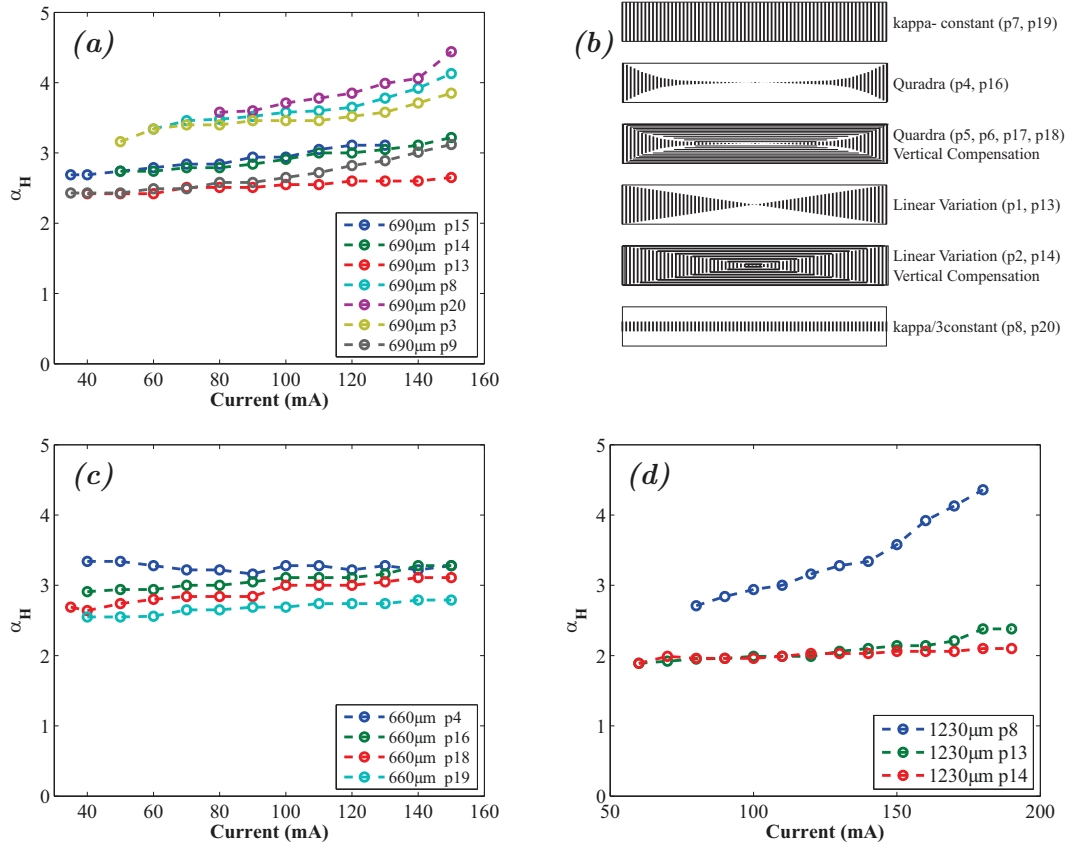 (a)
5
4
3
2
1
0
α_H
40 60 80 100 120 140 160
Current (mA)
690μm p15
690μm p14
690μm p13
690μm p8
690μm p20
690μm p3
690μm p9
(b)
kappa- constant (p7, p19)
Quradra (p4, p16)
Quadra (p5, p6, p17, p18)
Vertical Compensation
Linear Variation (p1, p13)
Linear Variation (p2, p14)
Vertical Compensation
kappa/3constant (p8, p20)
(c)
5
4
3
2
1
0
α_H
40 60 80 100 120 140 160
Current (mA)
660μm p4
660μm p16
660μm p18
660μm p19
(d)
5
4
3
2
1
0
α_H
50 100 150 200
Current (mA)
1230μm p8
1230μm p13
1230μm p14